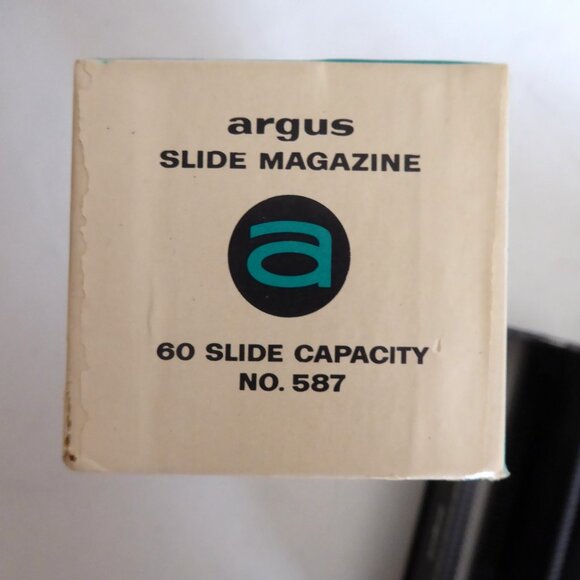 argus
SLIDE MAGAZINE
a
60 SLIDE CAPACITY
NO. 587